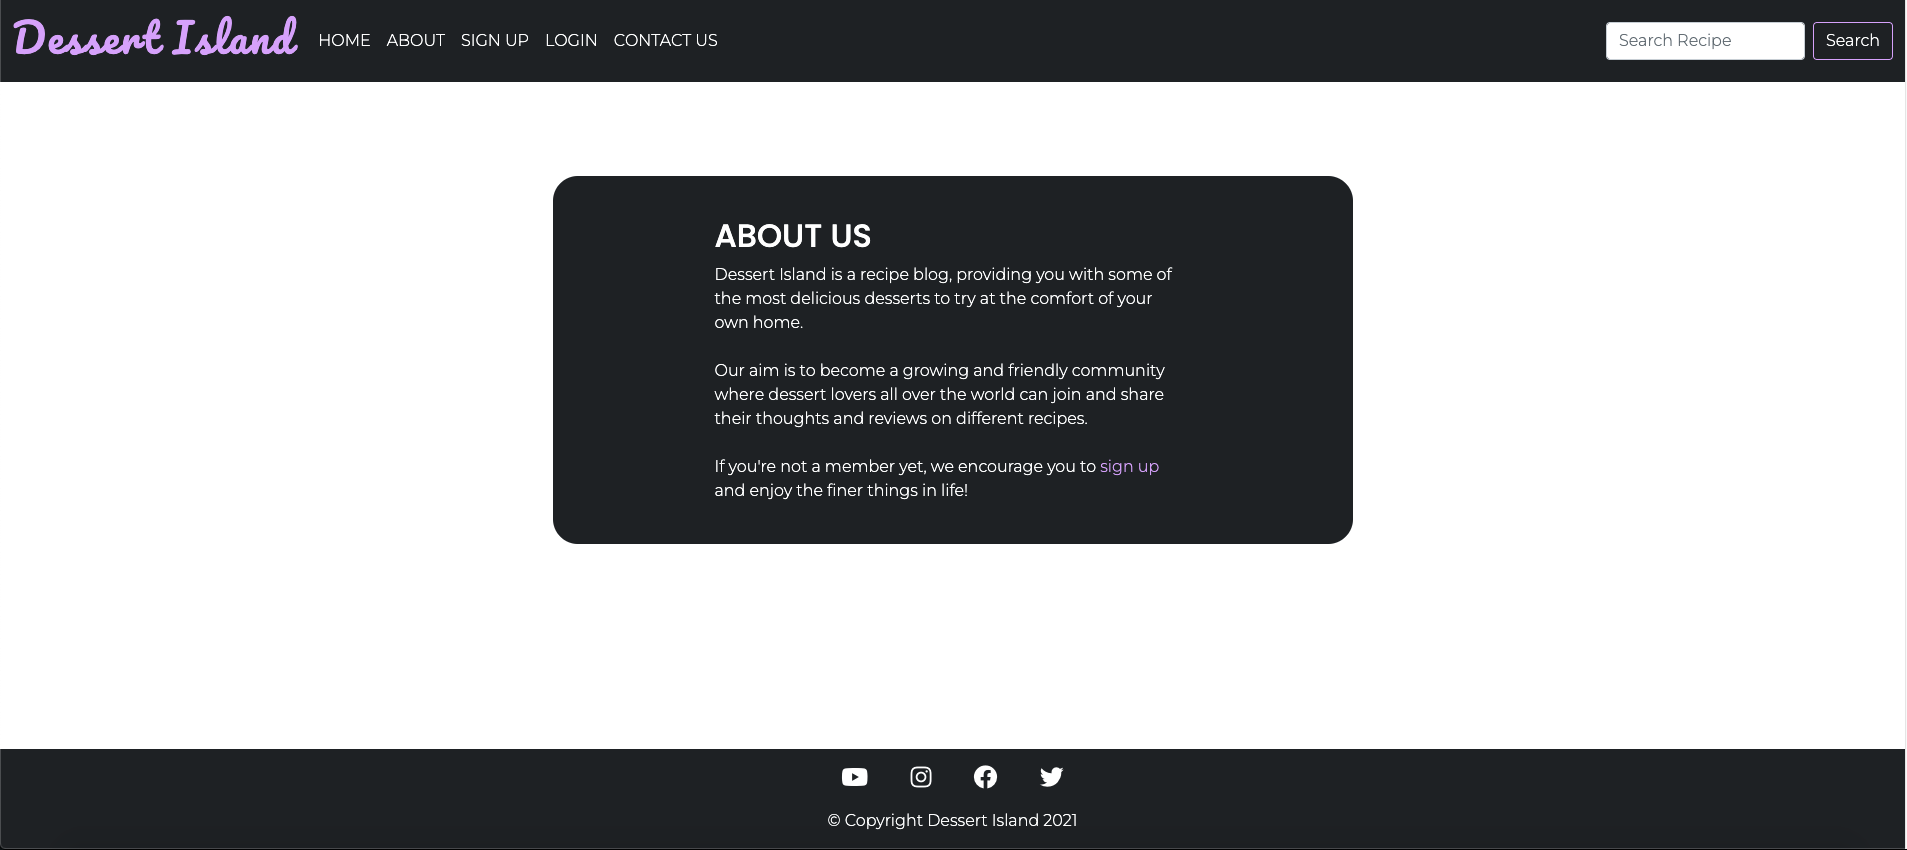 Dessert Island
HOME ABOUT SIGN UP LOGIN CONTACT US
Search Recipe
Search
ABOUT US
Dessert Island is a recipe blog, providing you with some of
the most delicious desserts to try at the comfort of your
own home.
Our aim is to become a growing and friendly community
where dessert lovers all over the world can join and share
their thoughts and reviews on different recipes.
If you're not a member yet, we encourage you to sign up
and enjoy the finer things in life!
© Copyright Dessert Island 2021